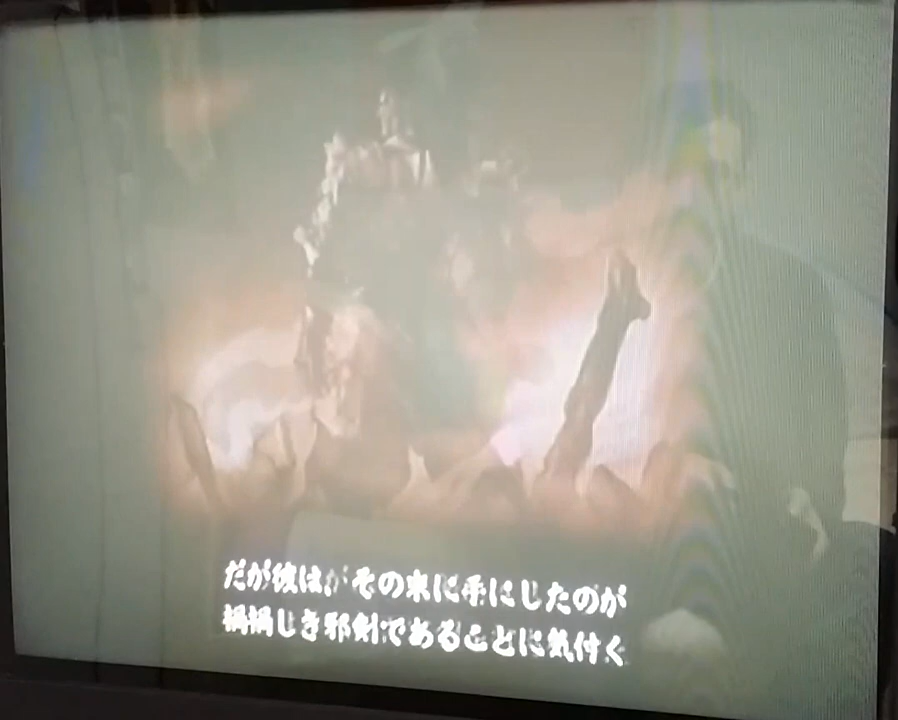 だが彼は その末に手にしたのが
禍禍しき邪剣であることに気付く